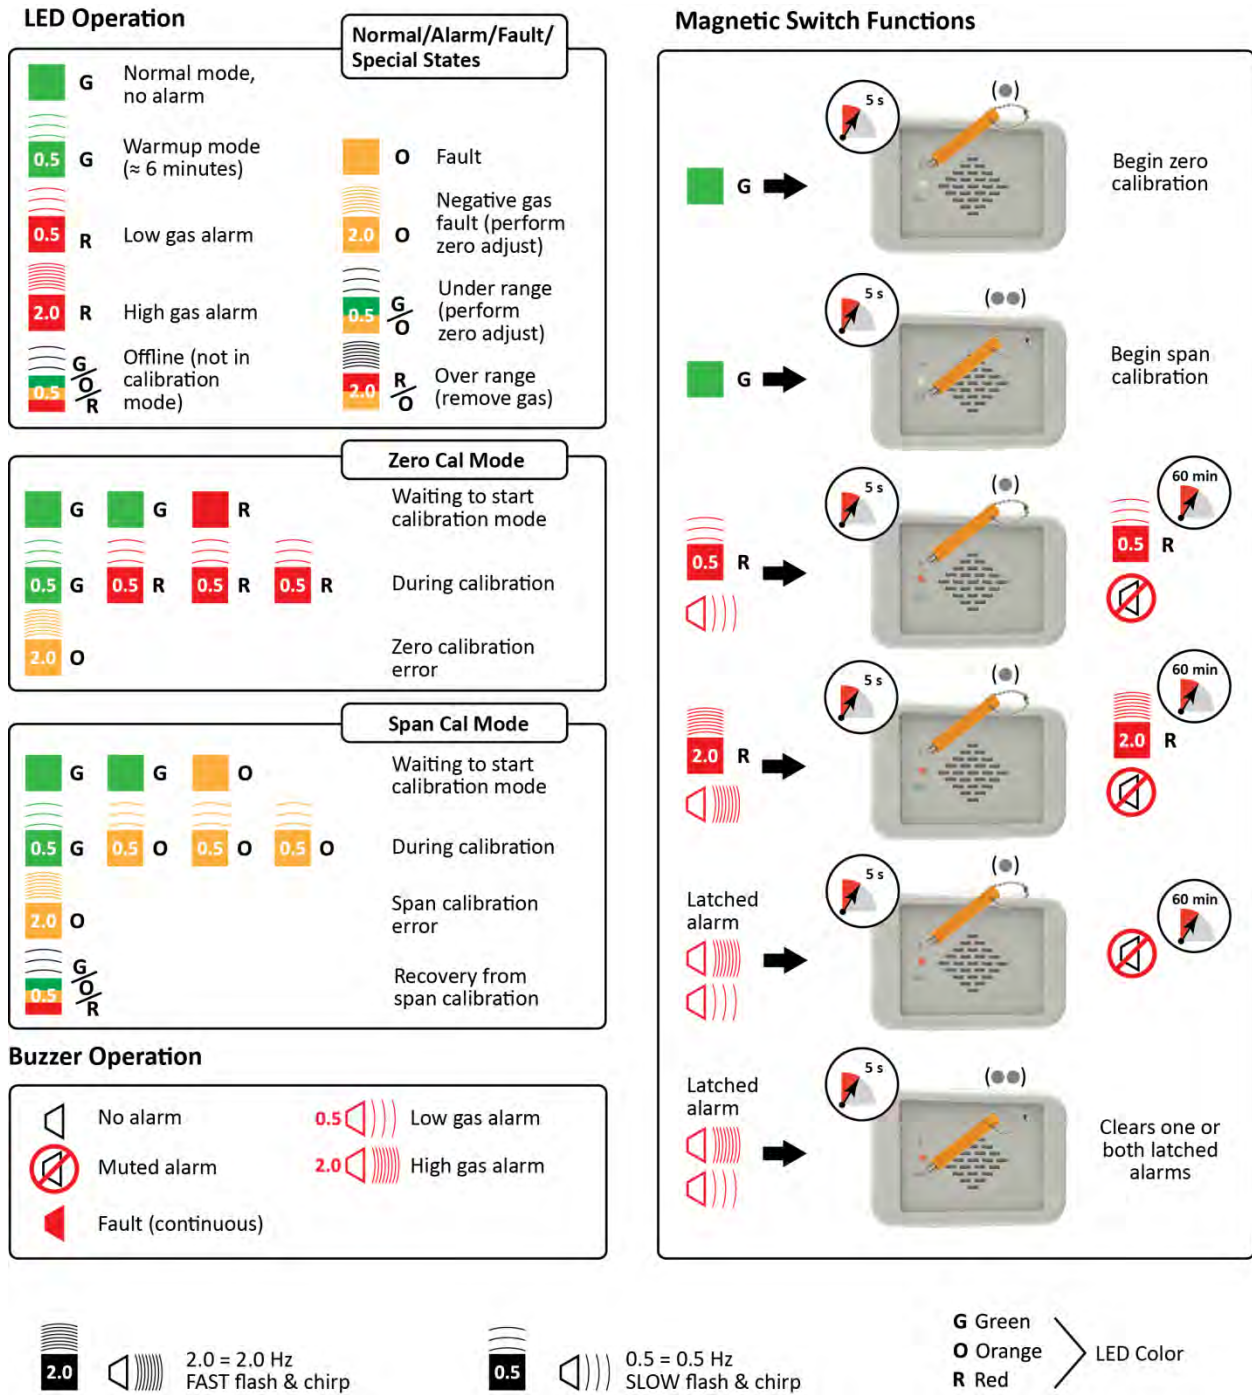 LED Operation
Normal/Alarm/Fault/
Special States
G
Normal mode,
no alarm
0.5
G
Warmup mode
(≈ 6 minutes)
0.5
R
Low gas alarm
2.0
R
High gas alarm
0.5
G/O/R
Offline (not in
calibration
mode)
O
Fault
2.0
O
Negative gas
fault (perform
zero adjust)
0.5
G/O
Under range
(perform
zero adjust)
2.0
R/O
Over range
(remove gas)
Zero Cal Mode
G
G
R
Waiting to start
calibration mode
0.5 G
0.5 R
0.5 R
0.5 R
During calibration
2.0 O
Zero calibration
error
Span Cal Mode
G
G
O
Waiting to start
calibration mode
0.5 G
0.5 O
0.5 O
0.5 O
During calibration
2.0 O
Span calibration
error
0.5
G/O/R
Recovery from
span calibration
Buzzer Operation
No alarm
Muted alarm
Fault (continuous)
0.5
Low gas alarm
2.0
High gas alarm
Magnetic Switch Functions
G
5 s
Begin zero
calibration
G
5 s
Begin span
calibration
0.5 R
5 s
60 min
0.5 R
2.0 R
5 s
60 min
2.0 R
Latched
alarm
5 s
60 min
Latched
alarm
5 s
Clears one or
both latched
alarms
2.0
2.0 = 2.0 Hz
FAST flash & chirp
0.5
0.5 = 0.5 Hz
SLOW flash & chirp
G Green
O Orange
R Red
LED Color